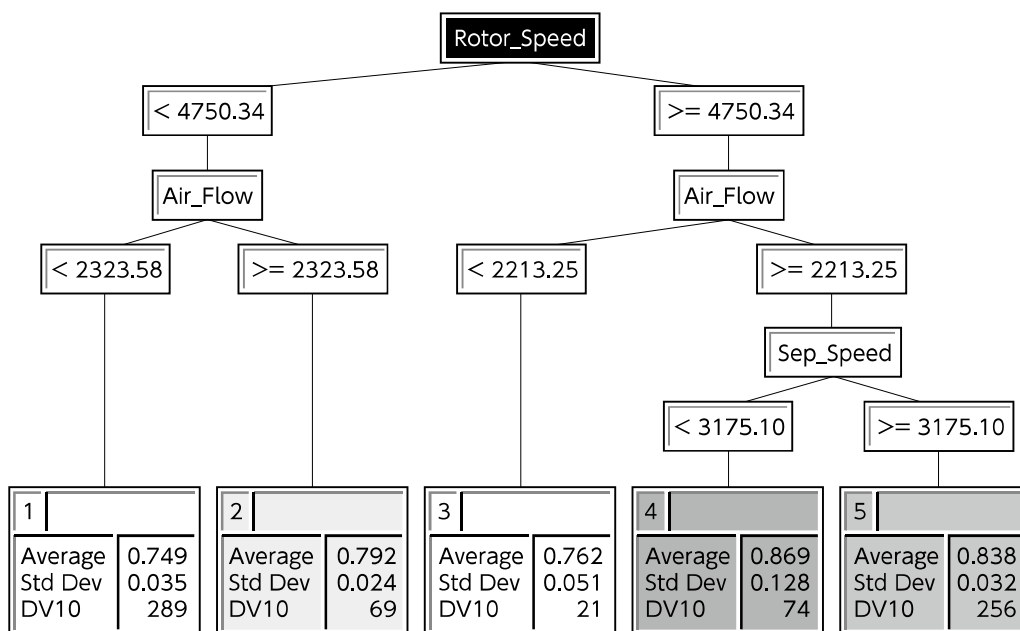 Rotor_Speed
< 4750.34 >= 4750.34
Air_Flow Air_Flow
< 2323.58 >= 2323.58 < 2213.25 >= 2213.25
Sep_Speed
< 3175.10 >= 3175.10
1 2 3 4 5
Average 0.749 Average 0.792 Average 0.762 Average 0.869 Average 0.838
Std Dev 0.035 Std Dev 0.024 Std Dev 0.051 Std Dev 0.128 Std Dev 0.032
DV10 289 DV10 69 DV10 21 DV10 74 DV10 256